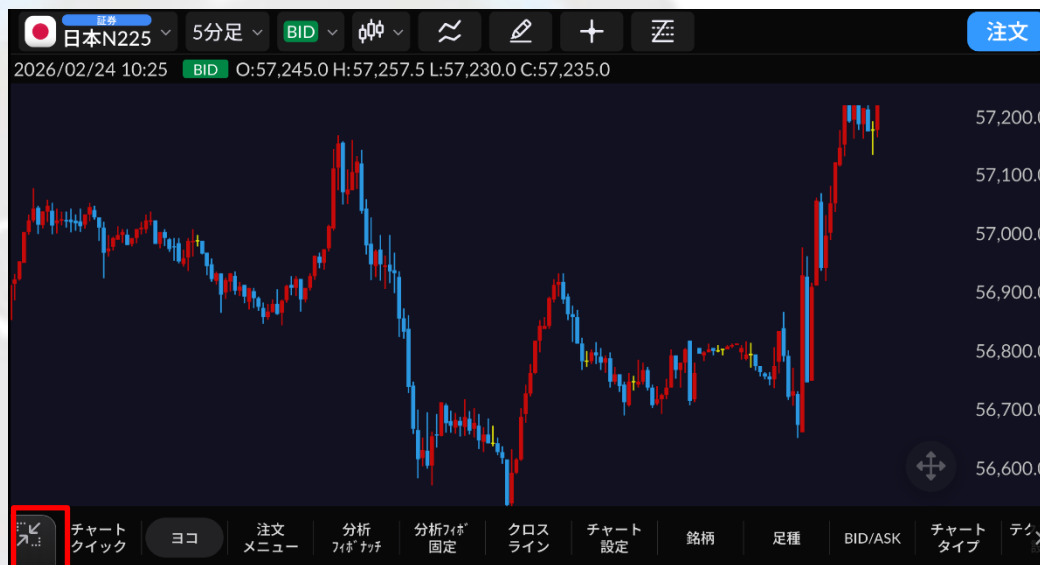 証券
日本N225
5分足
BID
注文
2026/02/24 10:25 BID O:57,245.0 H:57,257.5 L:57,230.0 C:57,235.0
57,200.0
57,100.0
57,000.0
56,900.0
56,800.0
56,700.0
56,600.0
チャート
クイック
ヨコ
注文
メニュー
分析
ﾌｨﾎﾞﾅｯﾁ
分析ﾌｨﾎﾞ
固定
クロス
ライン
チャート
設定
銘柄
足種
BID/ASK
チャート
タイプ
テク